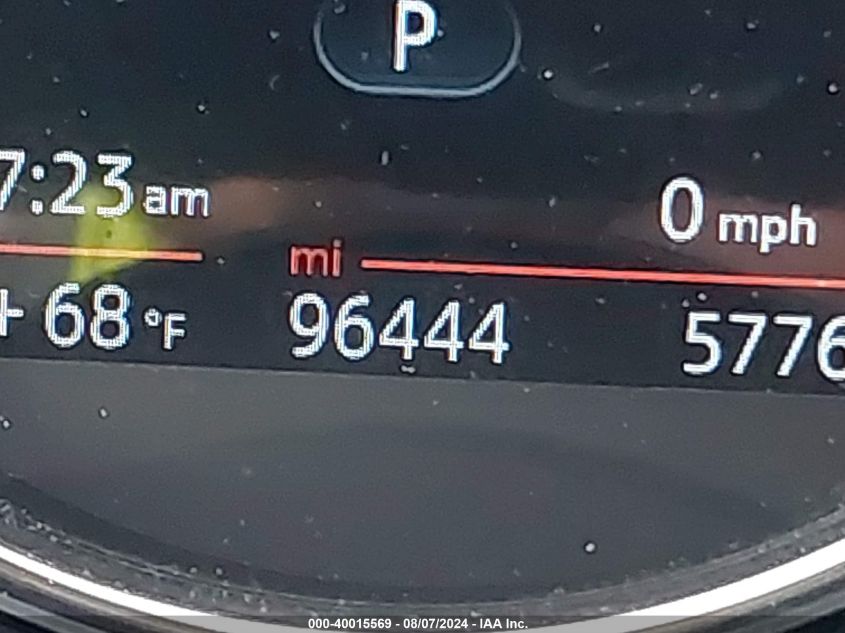 P
7:23 am
0 mph
mi
+ 68 °F
96444
5776
000-40015569 - 08/07/2024 - IAA Inc.